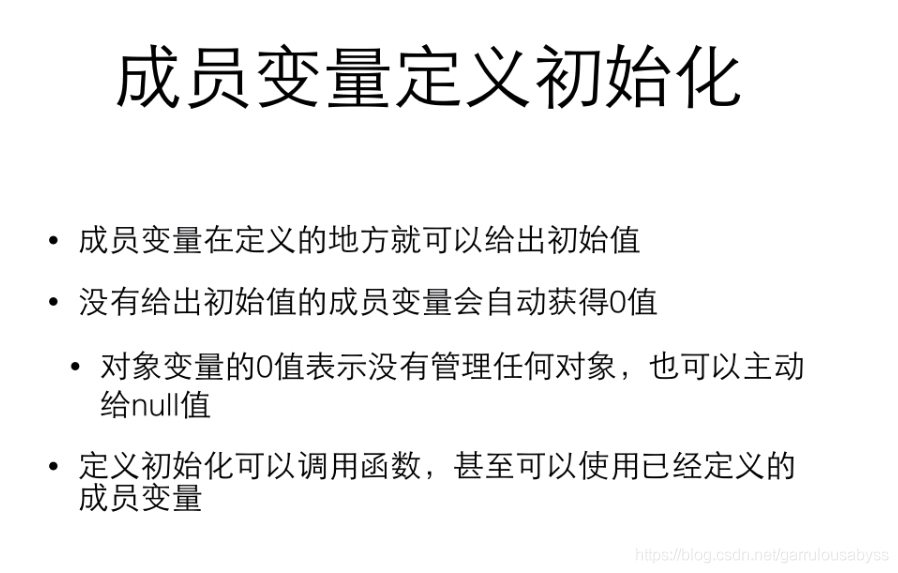 成员变量定义初始化
• 成员变量在定义的地方就可以给出初始值
• 没有给出初始值的成员变量会自动获得0值
• 对象变量的0值表示没有管理任何对象，也可以主动
给null值
• 定义初始化可以调用函数，甚至可以使用已经定义的
成员变量
https://blog.csdn.net/garrulousabyss